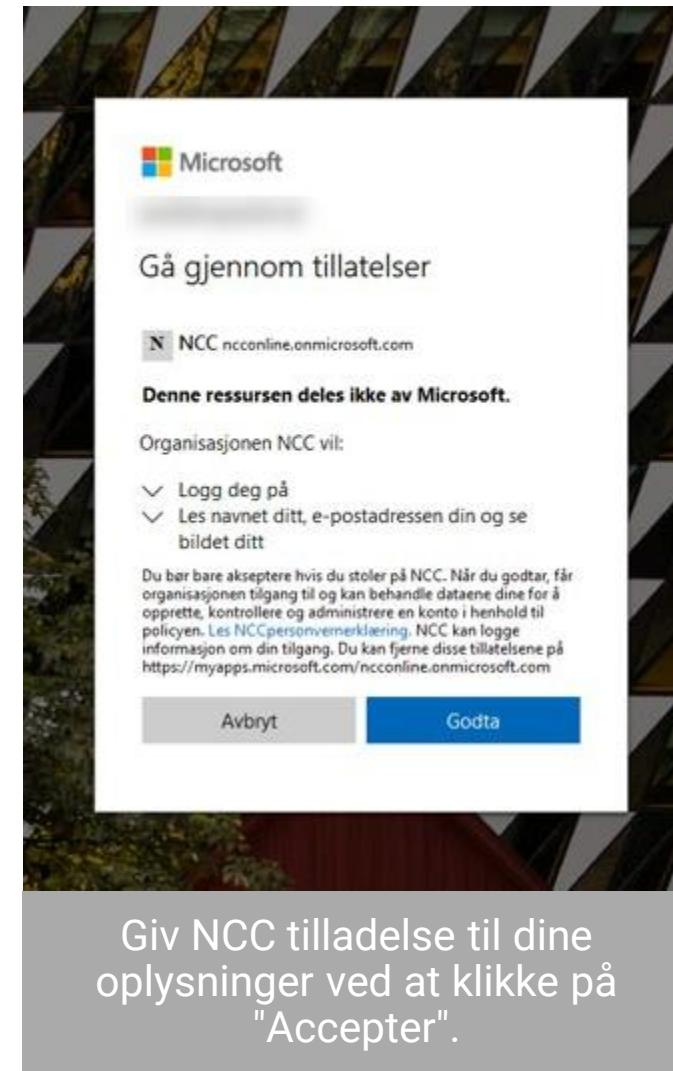 Microsoft
Gå gjennom tillatelser
N NCC ncconline.onmicrosoft.com
Denne ressursen deles ikke av Microsoft.
Organisasjonen NCC vil:
Logg deg på
Les navnet ditt, e-postadressen din og se
bildet ditt
Du bør bare akseptere hvis du stoler på NCC. Når du godtar, får
organisasjonen tilgang til og kan behandle dataene dine for å
opprette, kontrollere og administrere en konto i henhold til
policyen. Les NCCpersonvernerklæring. NCC kan logge
informasjon om din tilgang. Du kan fjerne disse tillatelsene på
https://myapps.microsoft.com/ncconline.onmicrosoft.com
Avbryt Godta
Giv NCC tilladelse til dine
oplysninger ved at klikke på
"Accepter".